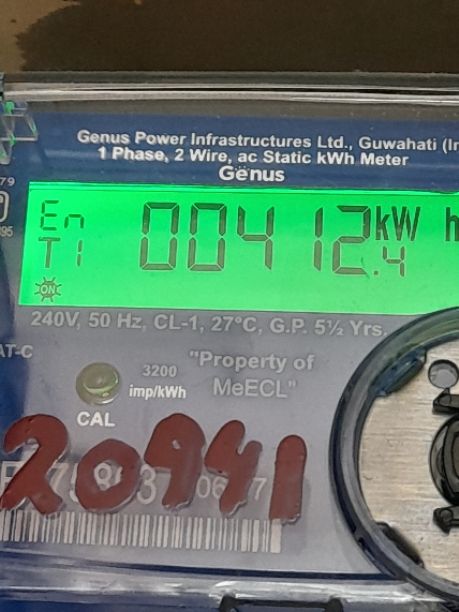 Genus Power Infrastructures Ltd., Guwahati
1 Phase, 2 Wire, ac Static kWh Meter
Genus
En
T1
00412.4
kW h
ON
240V, 50 Hz, CL-1, 27°C, G.P. 5½ Yrs.
3200
imp/kWh
"Property of
MeECL"
CAL
20941